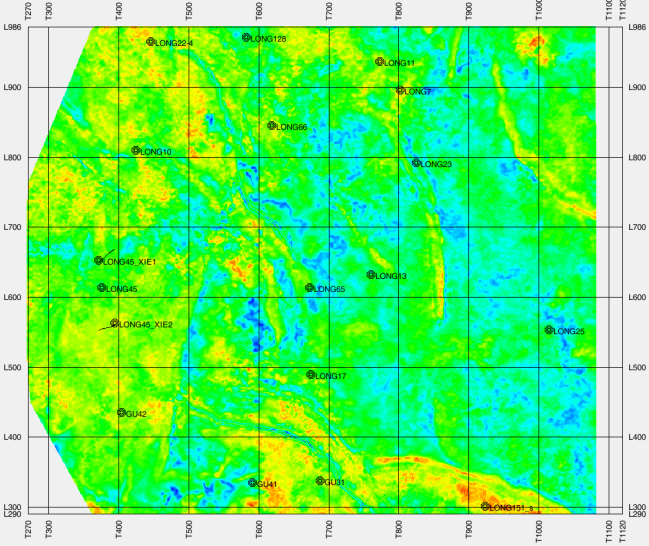 T270 T300 T400 T500 T600 T700 T800 T900 T1000 T1100 T1120
L986 L986
LONG128
LONG22-4
LONG11
L900 LONG7 L900
LONG66
LONG10
L800 L800
LONG23
L700 L700
LONG45_XIE1
LONG13
LONG45 LONG65
L600 L600
LONG45_XIE2
LONG25
L500 L500
LONG17
GU42
L400 L400
GU41 GU31
L300 LONG151_s L300
L290 L290
T270 T300 T400 T500 T600 T700 T800 T900 T1000 T1100 T1120